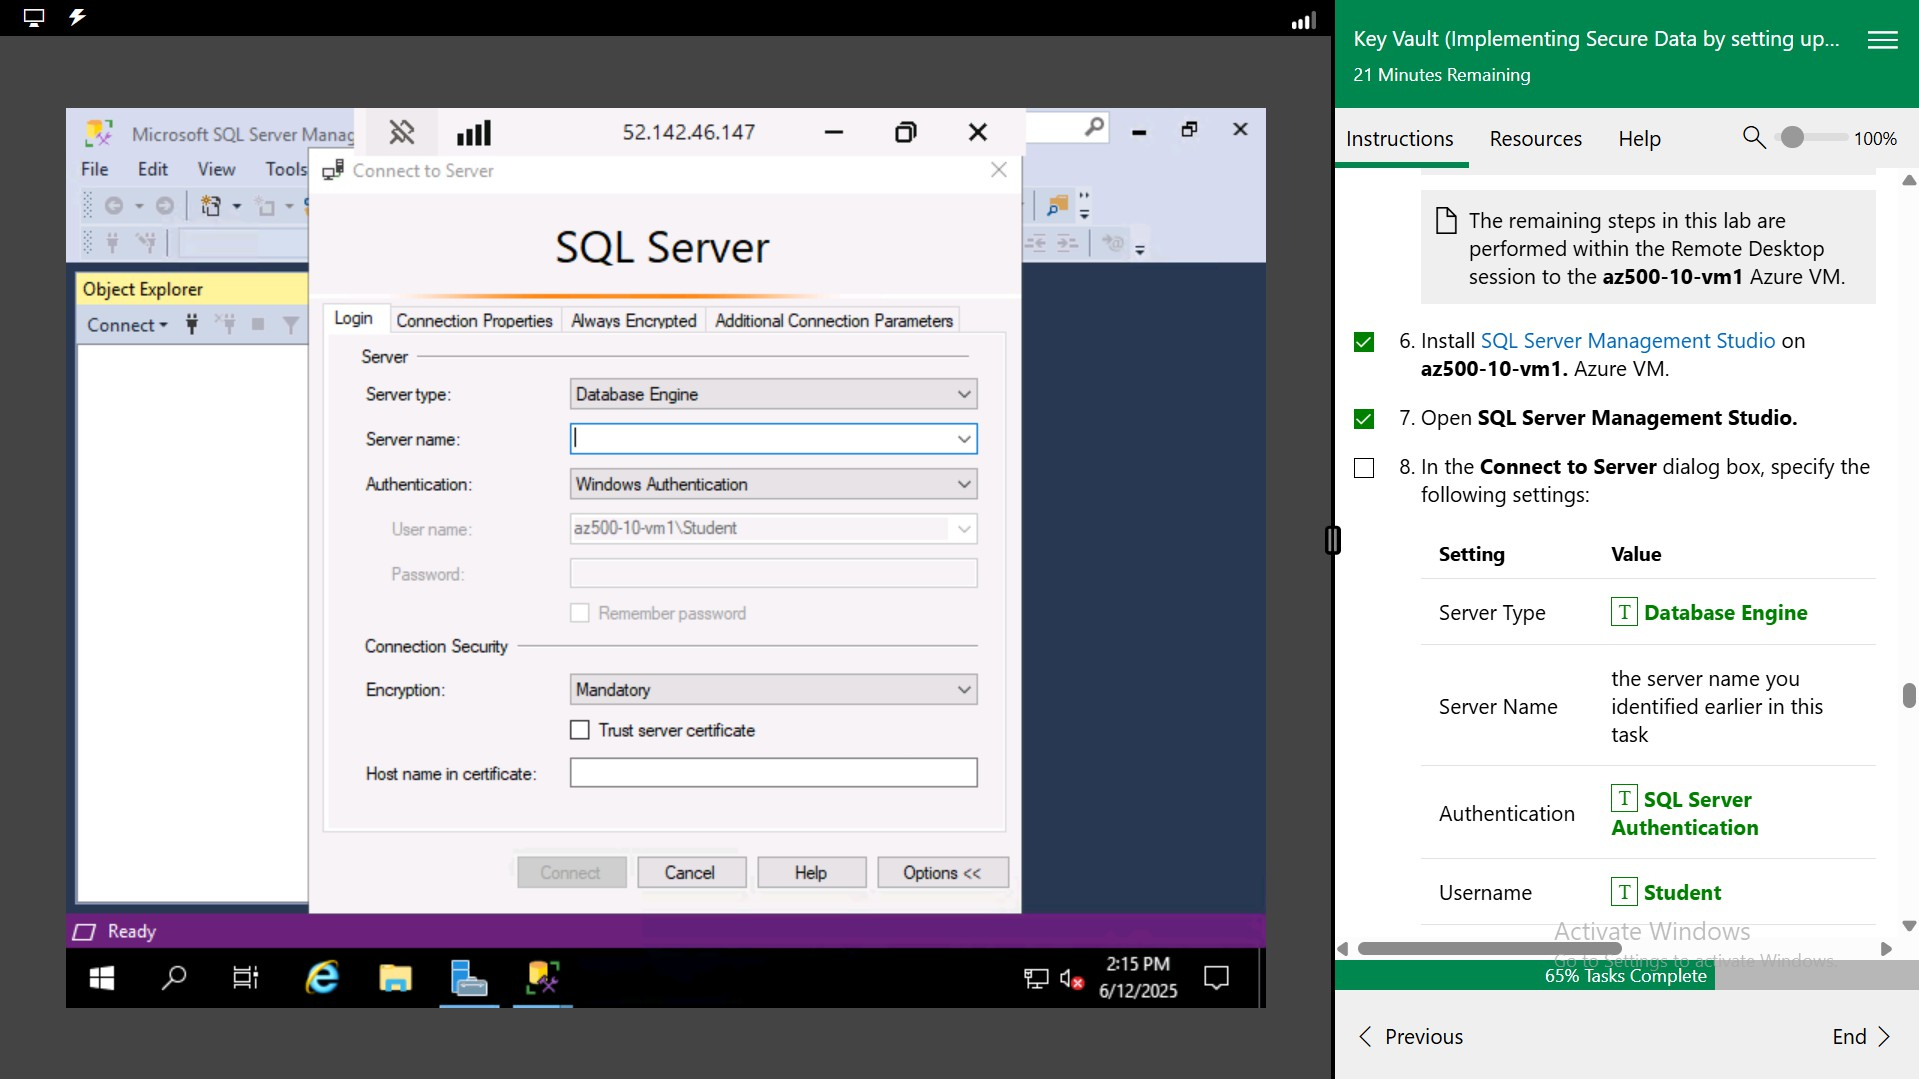 Key Vault (Implementing Secure Data by setting up...
21 Minutes Remaining
Instructions
Resources
Help
100%
Microsoft SQL Server Manag
52.142.46.147
File
Edit
View
Tools
Connect to Server
SQL Server
Object Explorer
Connect
Login
Connection Properties
Always Encrypted
Additional Connection Parameters
Server
Server type:
Database Engine
Server name:
Authentication:
Windows Authentication
User name:
az500-10-vm1\Student
Password:
Remember password
Connection Security
Encryption:
Mandatory
Trust server certificate
Host name in certificate:
Connect
Cancel
Help
Options <<
Ready
2:15 PM
6/12/2025
The remaining steps in this lab are
performed within the Remote Desktop
session to the az500-10-vm1 Azure VM.
6. Install SQL Server Management Studio on
az500-10-vm1. Azure VM.
7. Open SQL Server Management Studio.
8. In the Connect to Server dialog box, specify the
following settings:
Setting
Value
Server Type
T Database Engine
Server Name
the server name you
identified earlier in this
task
Authentication
T SQL Server
Authentication
Username
T Student
Activate Windows
Go to Settings to activate Windows.
65% Tasks Complete
Previous
End